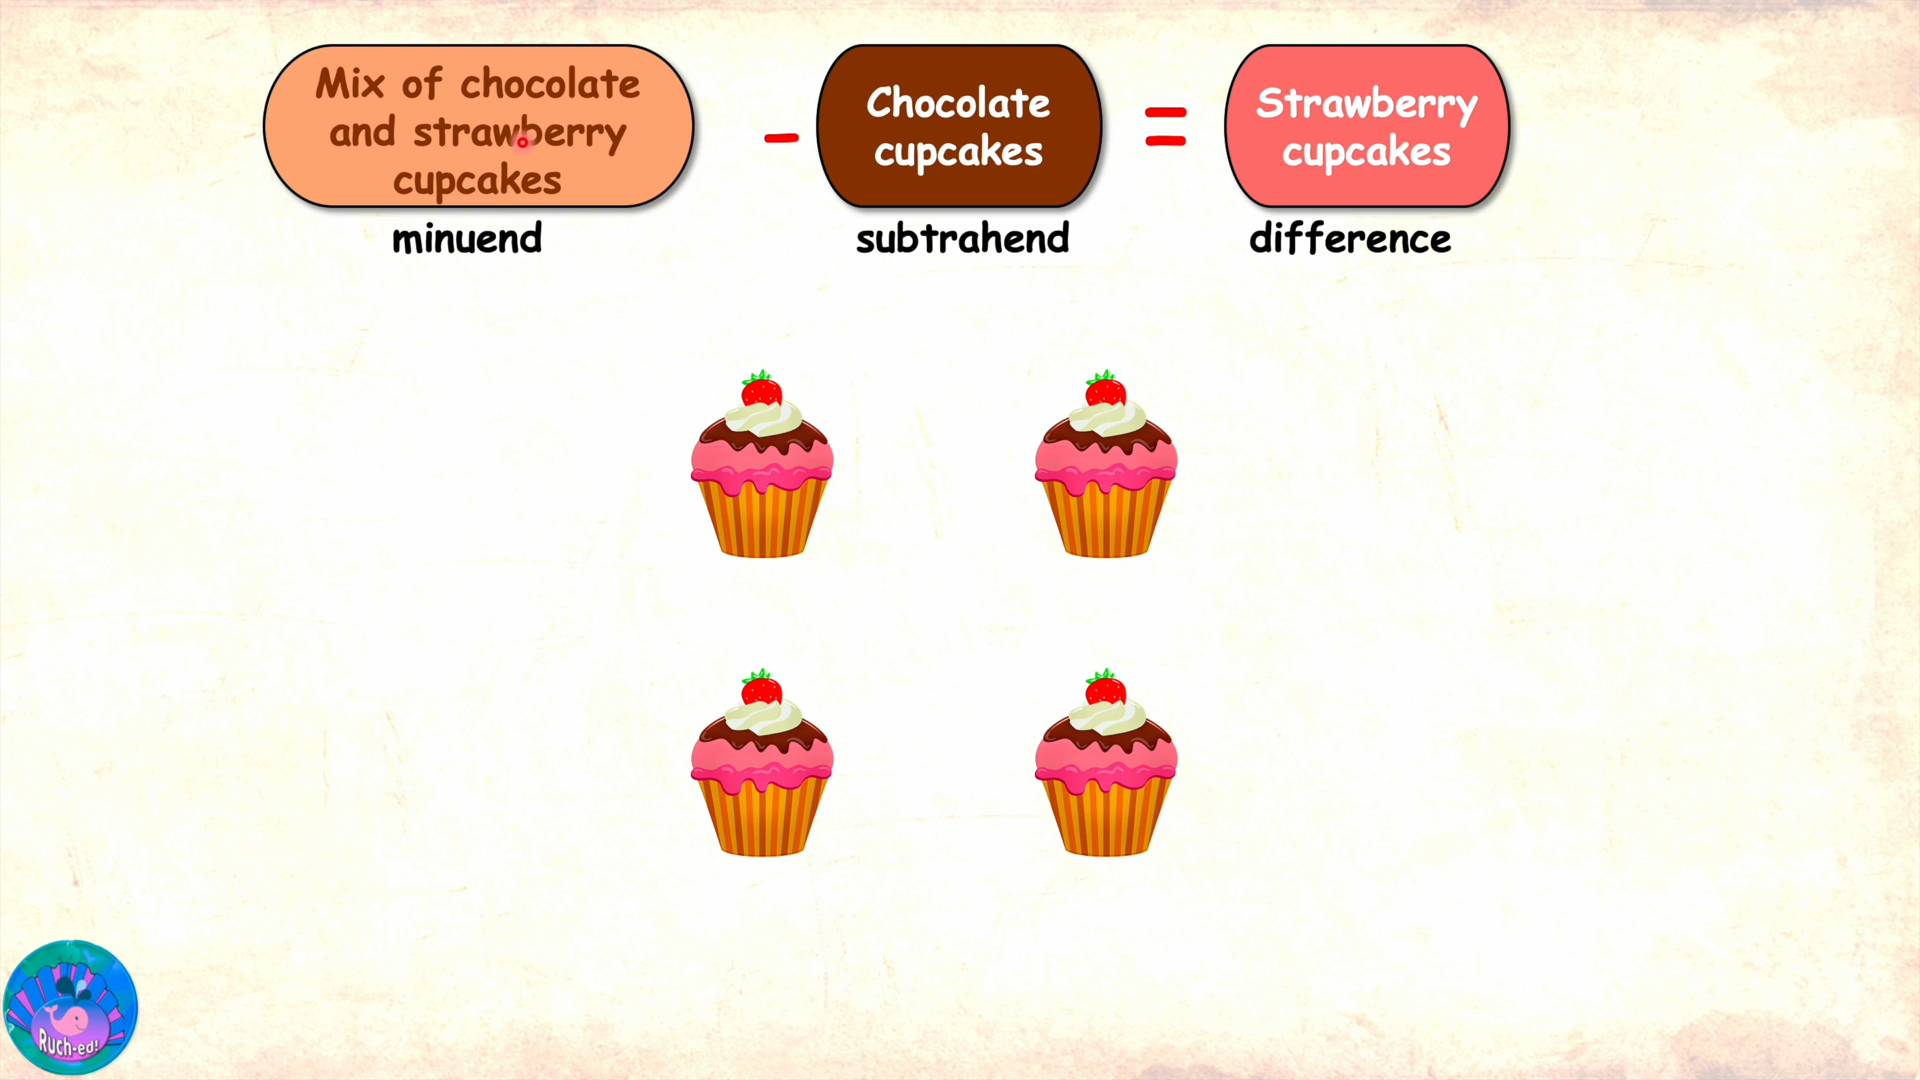 Mix of chocolate
and strawberry
cupcakes
-
Chocolate
cupcakes
=
Strawberry
cupcakes
minuend
subtrahend
difference
Ruch-ed!